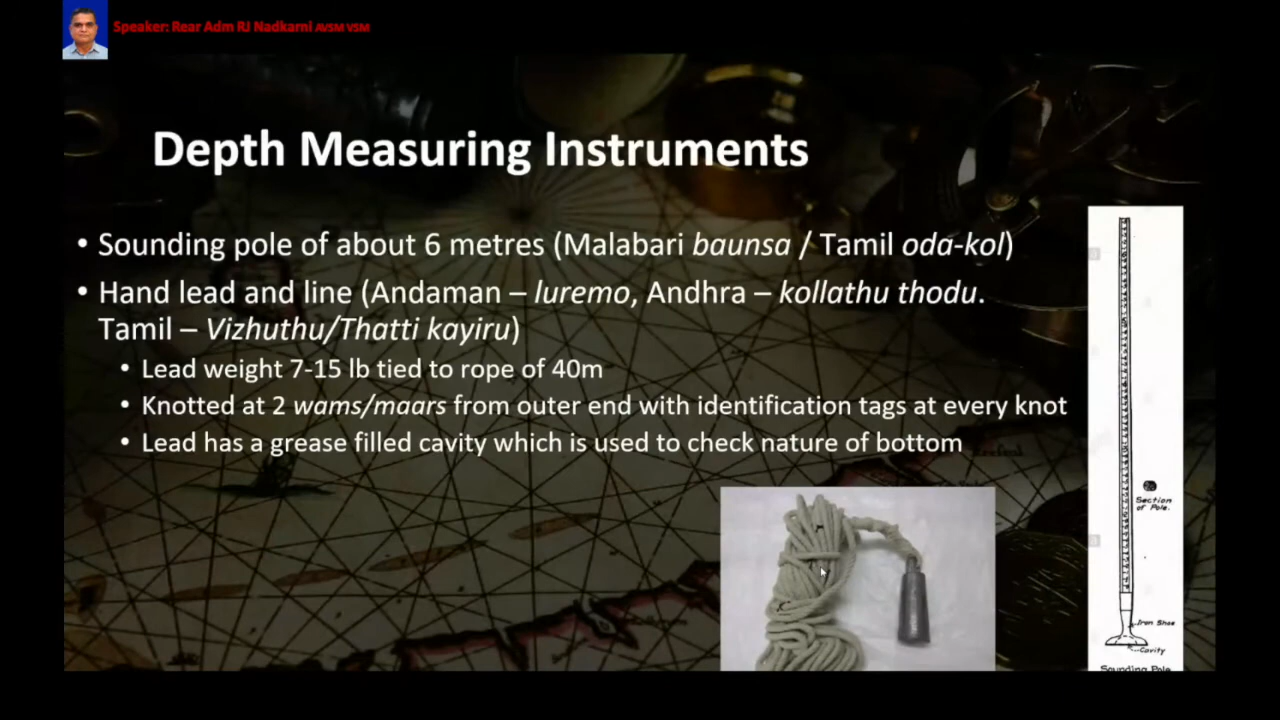 Speaker: Rear Adm RJ Nadkarni AVSM VSM
Depth Measuring Instruments
• Sounding pole of about 6 metres (Malabari baunsa / Tamil oda-kol)
• Hand lead and line (Andaman – luremo, Andhra – kollathu thodu.
Tamil – Vizhuthu/Thatti kayiru)
• Lead weight 7-15 lb tied to rope of 40m
• Knotted at 2 wams/maars from outer end with identification tags at every knot
• Lead has a grease filled cavity which is used to check nature of bottom
Section
of Pole.
Iron Shoe
Cavity
Sounding Pole